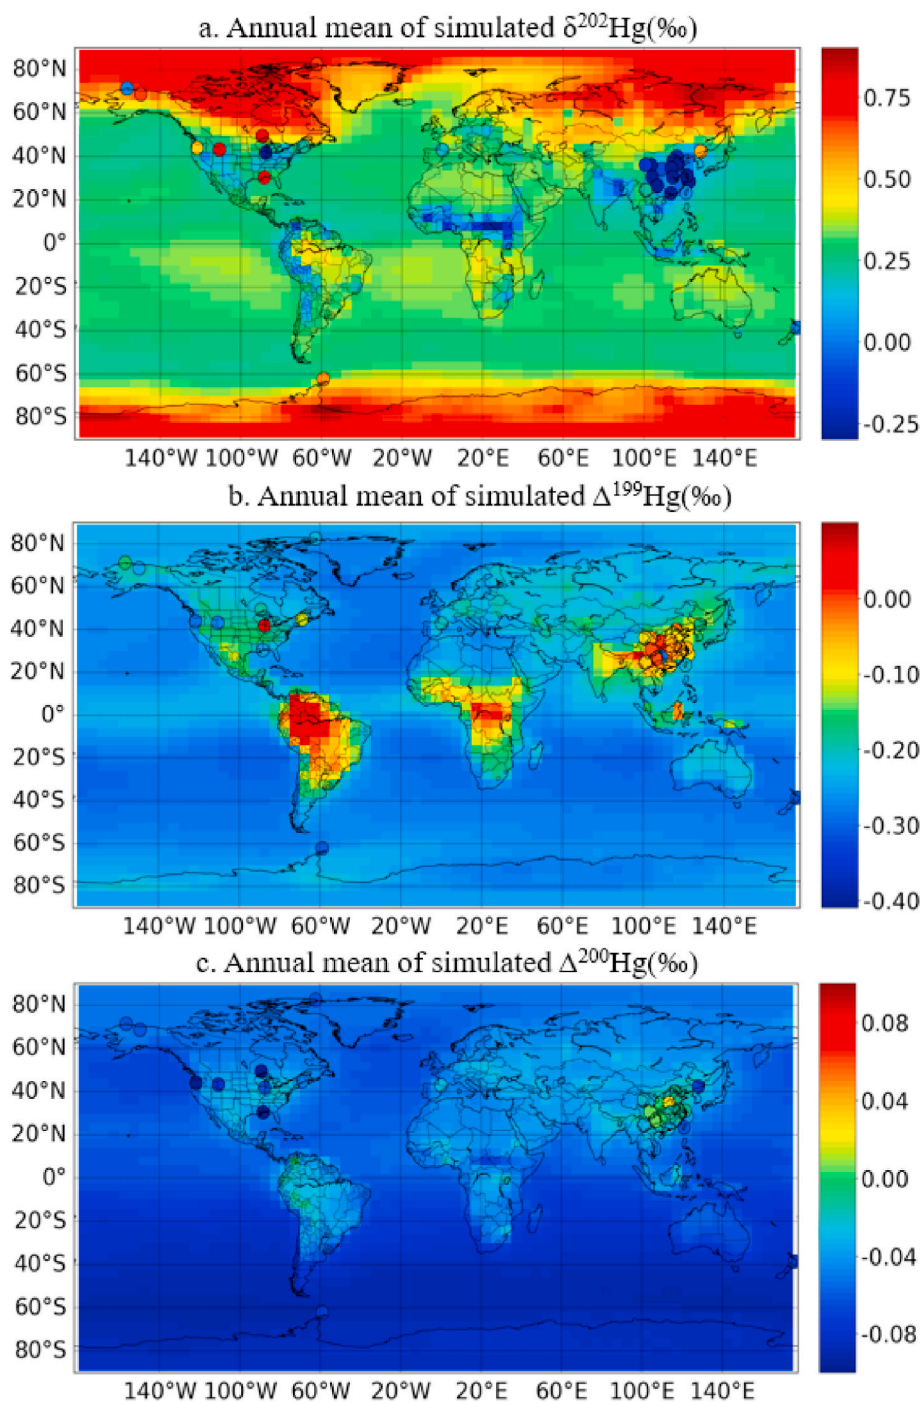 a. Annual mean of simulated δ²⁰²Hg(‰)
80°N
60°N
40°N
20°N
0°
20°S
40°S
60°S
80°S
140°W 100°W 60°W 20°W 20°E 60°E 100°E 140°E
0.75
0.50
0.25
0.00
-0.25
b. Annual mean of simulated Δ¹⁹⁹Hg(‰)
80°N
60°N
40°N
20°N
0°
20°S
40°S
60°S
80°S
140°W 100°W 60°W 20°W 20°E 60°E 100°E 140°E
0.00
-0.10
-0.20
-0.30
-0.40
c. Annual mean of simulated Δ²⁰⁰Hg(‰)
80°N
60°N
40°N
20°N
0°
20°S
40°S
60°S
80°S
140°W 100°W 60°W 20°W 20°E 60°E 100°E 140°E
0.08
0.04
0.00
-0.04
-0.08